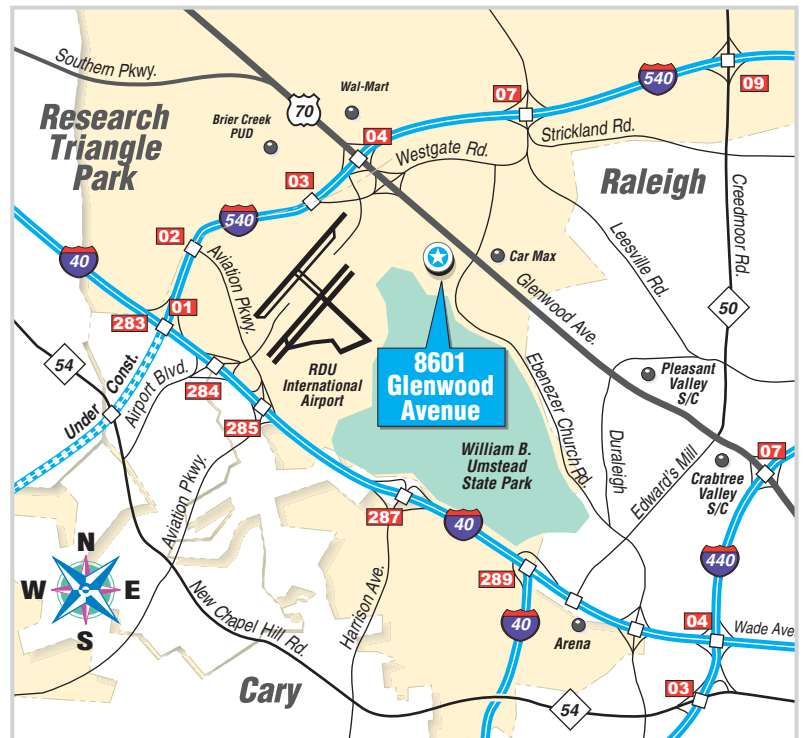 Southern Pkwy.
70
Wal-Mart
07
540
09
Research
Triangle
Park
Brier Creek
PUD
04
Westgate Rd.
Strickland Rd.
03
Raleigh
Creedmoor Rd.
02
540
40
Aviation Pkwy.
Car Max
Leesville Rd.
Glenwood Ave.
50
01
283
54
Under Const.
Airport Blvd.
284
285
RDU
International
Airport
8601
Glenwood
Avenue
Ebenezer Church Rd.
Pleasant
Valley
S/C
Duraleigh
Edward's Mill
07
Crabtree
Valley
S/C
William B.
Umstead
State Park
Aviation Pkwy.
287
40
440
289
N
W
E
S
New Chapel Hill Rd.
Harrison Ave.
40
Arena
04
Wade Ave
03
Cary
54